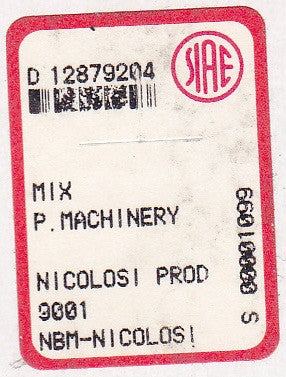 SIAE
D 12879204
MIX
P.MACHINERY
NICOLOSI PROD
9001
NBM-NICOLOSI
S 00001099